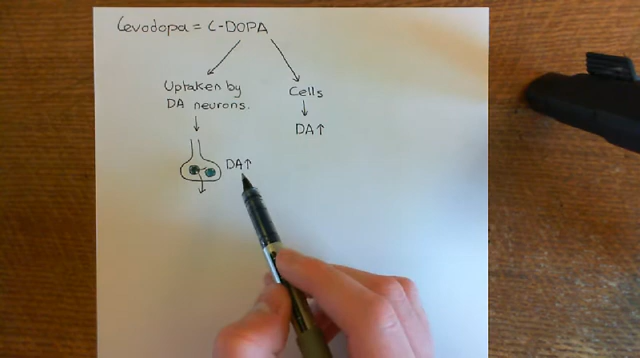 Levodopa = L-DOPA
Uptaken by
DA neurons.
Cells
DA↑
DA↑